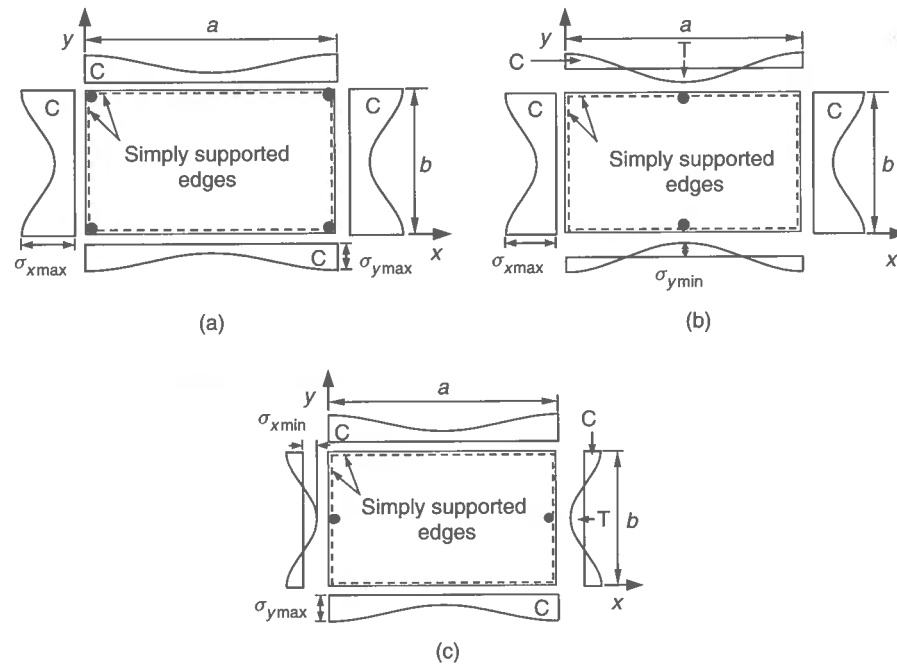 y
a
C
C
C
Simply supported
edges
b
x
σxmax
C
σymax
(a)
y
a
T
C
C
C
Simply supported
edges
b
x
σxmax
σymin
(b)
y
a
σxmin
C
C
Simply supported
edges
T
b
x
σymax
C
(c)